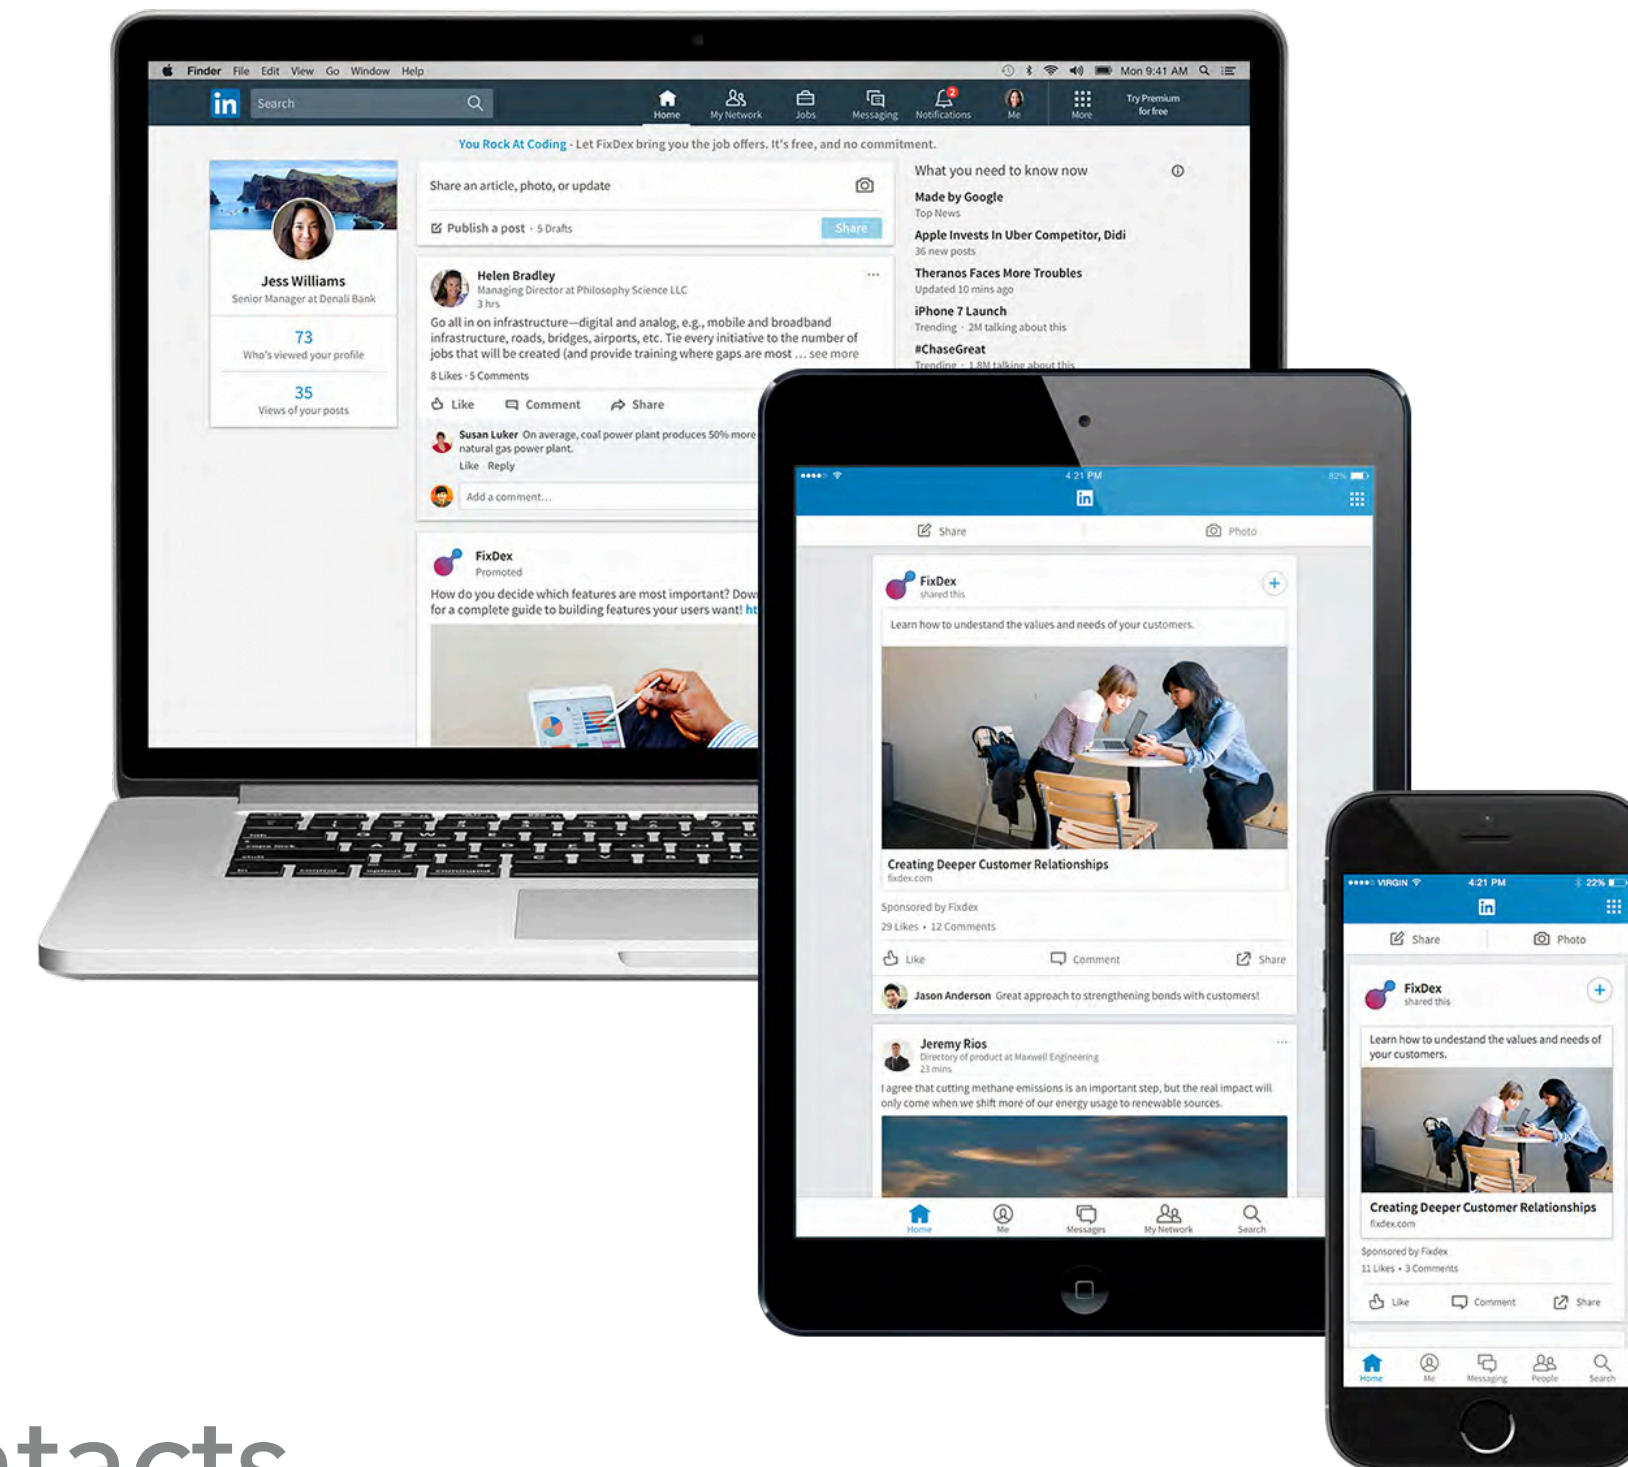 Finder File Edit View Go Window Help
Mon 9:41 AM
in
Search
Home
My Network
Jobs
Messaging
2
Notifications
Me
More
Try Premium
for free
You Rock At Coding - Let FixDex bring you the job offers. It's free, and no commitment.
Jess Williams
Senior Manager at Denali Bank
73
Who's viewed your profile
35
Views of your posts
Share an article, photo, or update
Publish a post · 5 Drafts
Share
Helen Bradley
Managing Director at Philosophy Science LLC
3 hrs
Go all in on infrastructure—digital and analog, e.g., mobile and broadband
infrastructure, roads, bridges, airports, etc. Tie every initiative to the number of
jobs that will be created (and provide training where gaps are most … see more
8 Likes · 5 Comments
Like Comment Share
Susan Luker On average, coal power plant produces 50% more
natural gas power plant.
Like Reply
Add a comment...
FixDex
Promoted
How do you decide which features are most important? Dow
for a complete guide to building features your users want! ht
What you need to know now
Made by Google
Top News
Apple Invests In Uber Competitor, Didi
36 new posts
Theranos Faces More Troubles
Updated 10 mins ago
iPhone 7 Launch
Trending · 2M talking about this
#ChaseGreat
Trending · 1.8M talking about this
4:21 PM
82%
in
Share
Photo
FixDex
shared this
Learn how to undestand the values and needs of your customers.
Creating Deeper Customer Relationships
fixdex.com
Sponsored by Fixdex
29 Likes • 12 Comments
Like Comment Share
Jason Anderson Great approach to strengthening bonds with customers!
Jeremy Rios
Directory of product at Maxwell Engineering
23 mins
I agree that cutting methane emissions is an important step, but the real impact will
only come when we shift more of our energy usage to renewable sources.
Home Me Messages My Network Search
VIRGIN 4:21 PM 22%
in
Share Photo
FixDex
shared this
Learn how to undestand the values and needs of
your customers.
Creating Deeper Customer Relationships
fixdex.com
Sponsored by Fixdex
11 Likes • 3 Comments
Like Comment Share
Home Me Messaging People Search
ntacts